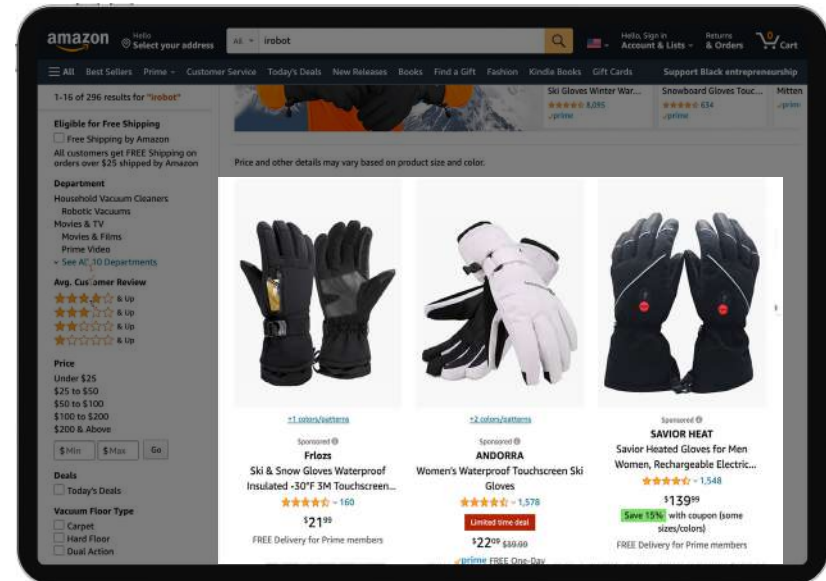 amazon
Hello
Select your address
All
irobot
Hello, Sign in
Account & Lists
Returns
& Orders
0
Cart
All
Best Sellers
Prime
Customer Service
Today's Deals
New Releases
Books
Find a Gift
Fashion
Kindle Books
Gift Cards
Support Black entrepreneurship
1-16 of 296 results for "irobot"
Eligible for Free Shipping
Free Shipping by Amazon
All customers get FREE Shipping on
orders over $25 shipped by Amazon
Department
Household Vacuum Cleaners
Robotic Vacuums
Movies & TV
Movies & Films
Prime Video
See All 10 Departments
Avg. Customer Review
& Up
& Up
& Up
& Up
Price
Under $25
$25 to $50
$50 to $100
$100 to $200
$200 & Above
$ Min
$ Max
Go
Deals
Today's Deals
Vacuum Floor Type
Carpet
Hard Floor
Dual Action
Ski Gloves Winter War...
8,095
prime
Snowboard Gloves Touc...
634
prime
Mitten
prime
Price and other details may vary based on product size and color.
+1 colors/patterns
Sponsored
Frlozs
Ski & Snow Gloves Waterproof
Insulated -30°F 3M Touchscreen...
160
$21⁹⁹
FREE Delivery for Prime members
+2 colors/patterns
Sponsored
ANDORRA
Women's Waterproof Touchscreen Ski
Gloves
1,578
Limited time deal
$22⁰⁹ $39.99
prime FREE One-Day
Sponsored
SAVIOR HEAT
Savior Heated Gloves for Men
Women, Rechargeable Electric...
1,548
$139⁹⁹
Save 15% with coupon (some
sizes/colors)
FREE Delivery for Prime members